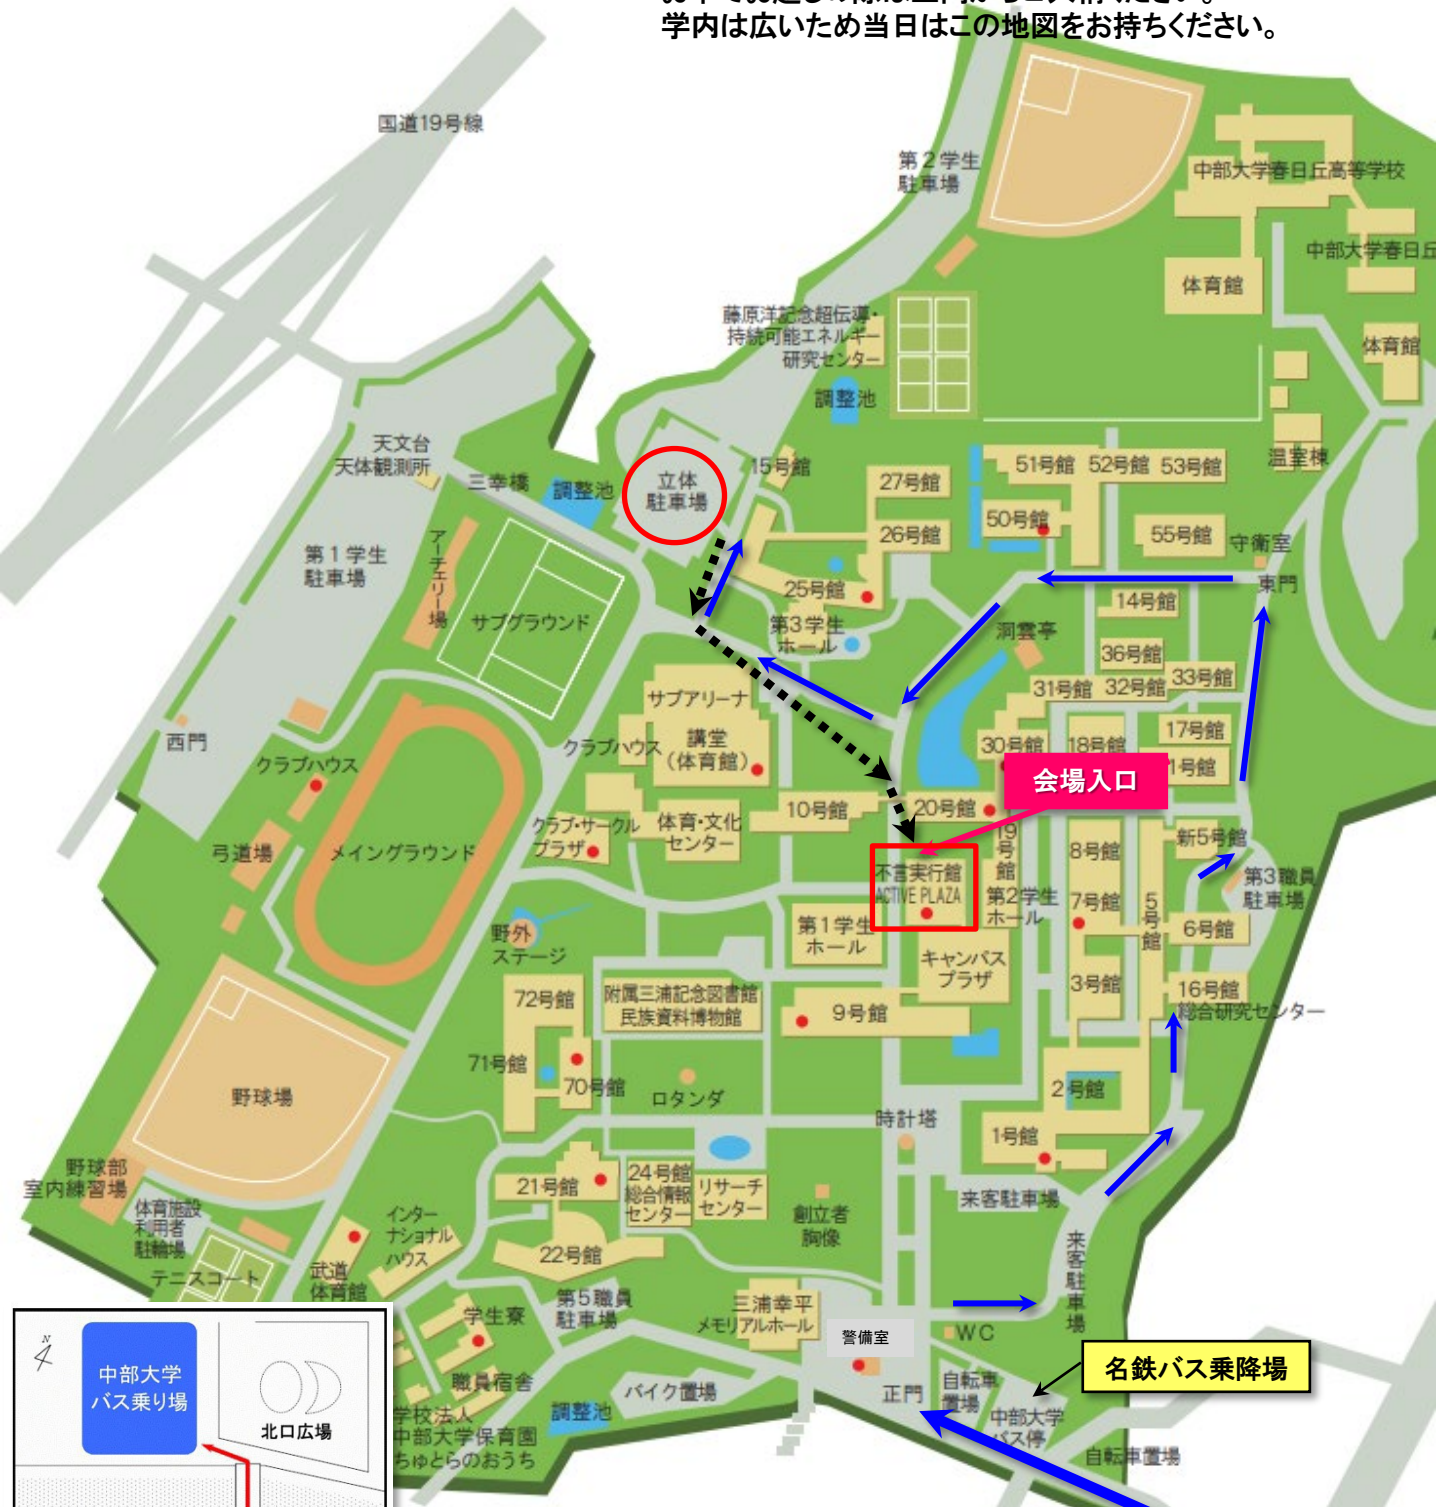 学内は広いため当日はこの地図をお持ちください。
国道19号線
第2学生
駐車場
中部大学春日丘高等学校
中部大学春日丘
体育館
体育館
藤原洋記念超伝導・
持続可能エネルギー
研究センター
調整池
天文台
天体観測所
三幸橋
調整池
立体
駐車場
15号館
27号館
26号館
51号館
52号館
53号館
温室棟
50号館
55号館
守衛室
東門
第1学生
駐車場
アーチェリー場
サブグラウンド
25号館
第3学生
ホール
14号館
洞雲亭
36号館
33号館
31号館
32号館
サブアリーナ
講堂
(体育館)
クラブハウス
西門
クラブハウス
30号館
18号館
17号館
1号館
会場入口
10号館
20号館
19号館
体育・文化
センター
クラブ・サークル
プラザ
弓道場
メイングラウンド
8号館
新5号館
不言実行館
ACTIVE PLAZA
第2学生
ホール
7号館
5号館
第3職員
駐車場
6号館
第1学生
ホール
野外
ステージ
キャンパス
プラザ
72号館
附属三浦記念図書館
民族資料博物館
9号館
3号館
16号館
総合研究センター
71号館
70号館
ロタンダ
2号館
野球場
時計塔
1号館
野球部
室内練習場
21号館
24号館
総合情報
センター
リサーチ
センター
来客駐車場
体育施設
利用者
駐輪場
インター
ナショナル
ハウス
創立者
胸像
22号館
来客駐車場
テニスコート
武道
体育館
第5職員
駐車場
三浦幸平
メモリアルホール
学生寮
警備室
WC
名鉄バス乗降場
職員宿舎
バイク置場
正門
自転車
置場
中部大学
バス停
調整池
自転車置場
学校法人
中部大学保育園
ちゅとらのおうち
N
中部大学
バス乗り場
北口広場